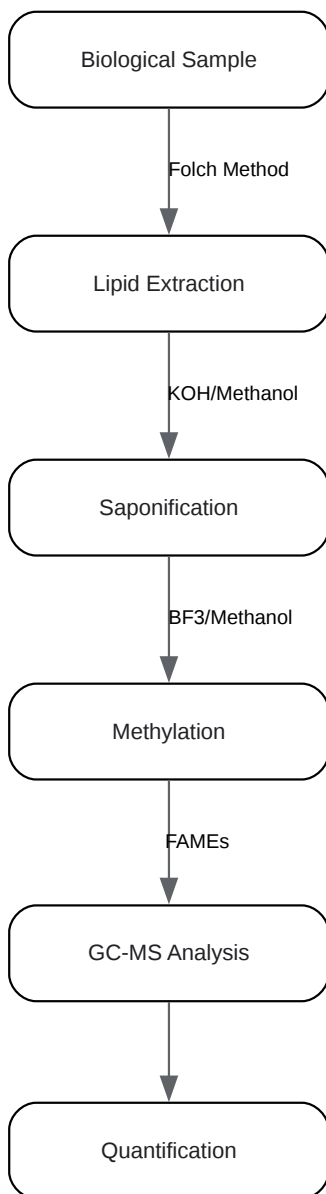 Biological Sample
Folch Method
Lipid Extraction
KOH/Methanol
Saponification
BF3/Methanol
Methylation
FAMEs
GC-MS Analysis
Quantification